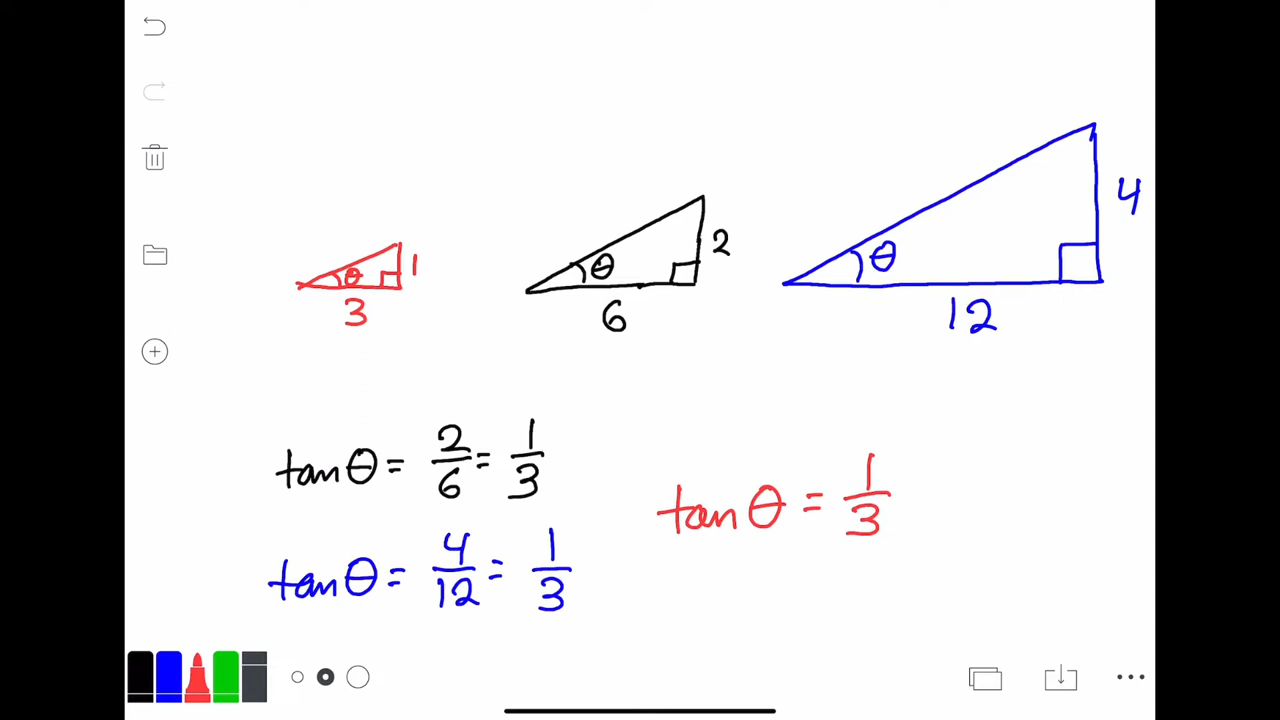 θ 1
3
θ 2
6
θ 4
12
tanθ = 2/6 = 1/3
tanθ = 4/12 = 1/3
tanθ = 1/3